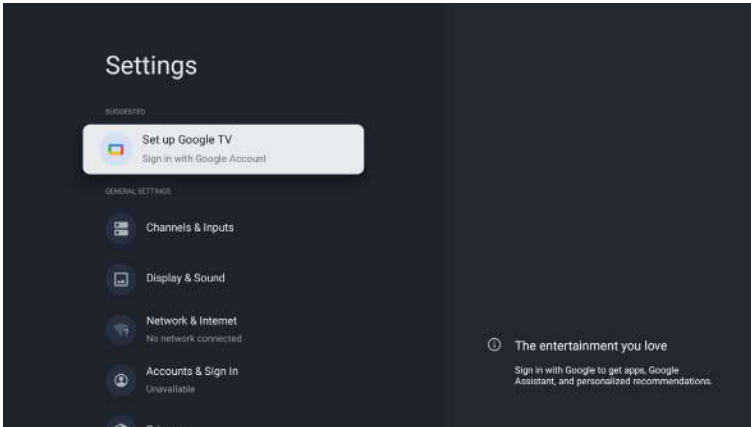 Settings
SUGGESTED
Set up Google TV
Sign in with Google Account
GENERAL SETTINGS
Channels & Inputs
Display & Sound
Network & Internet
No network connected
Accounts & Sign In
Unavailable
The entertainment you love
Sign in with Google to get apps, Google
Assistant, and personalized recommendations.